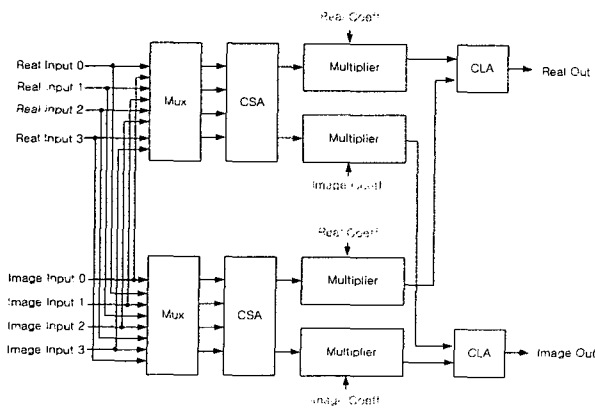 Real Coeff
Real Input 0
Real Input 1
Real Input 2
Real Input 3
Mux
CSA
Multiplier
CLA
Real Out
Multiplier
Image Coeff
Real Coeff
Image Input 0
Image Input 1
Image Input 2
Image Input 3
Mux
CSA
Multiplier
Multiplier
CLA
Image Out
Image Coeff